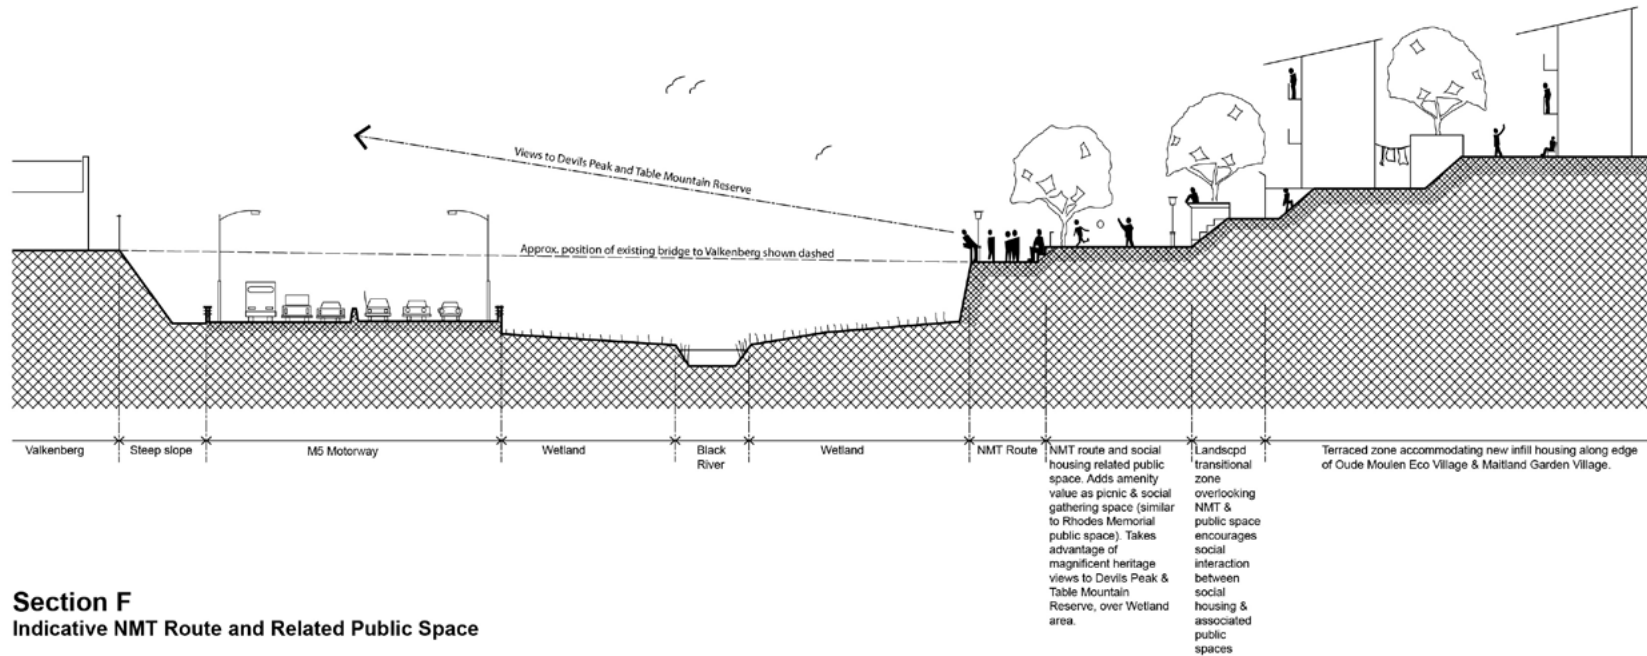 Views to Devils Peak and Table Mountain Reserve
Approx. position of existing bridge to Valkenberg shown dashed
Valkenberg
Steep slope
M5 Motorway
Wetland
Black
River
Wetland
NMT Route
NMT route and social
housing related public
space. Adds amenity
value as picnic & social
gathering space (similar
to Rhodes Memorial
public space). Takes
advantage of
magnificent heritage
views to Devils Peak &
Table Mountain
Reserve, over Wetland
area.
Landscpd
transitional
zone
overlooking
NMT &
public space
encourages
social
interaction
between
social
housing &
associated
public
spaces
Terraced zone accommodating new infill housing along edge
of Oude Moulen Eco Village & Maitland Garden Village.
Section F
Indicative NMT Route and Related Public Space